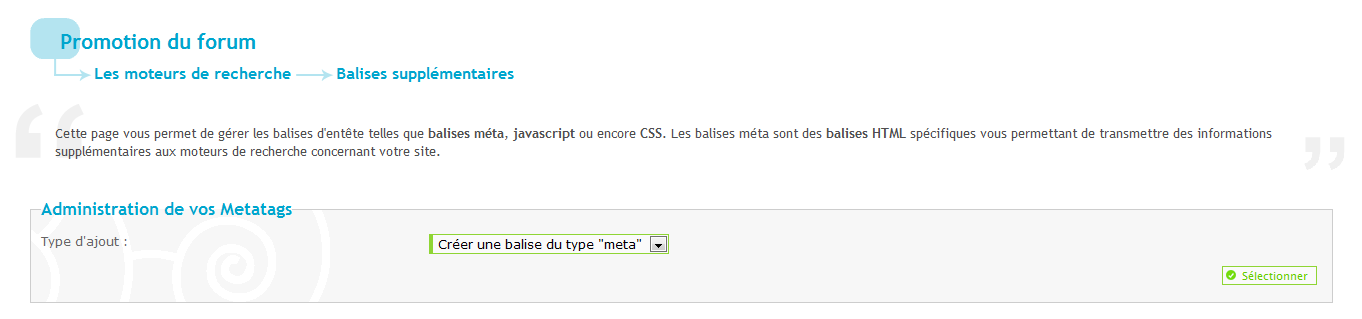 Promotion du forum
Les moteurs de recherche Balises supplémentaires
Cette page vous permet de gérer les balises d'entête telles que balises méta, javascript ou encore CSS. Les balises méta sont des balises HTML spécifiques vous permettant de transmettre des informations
supplémentaires aux moteurs de recherche concernant votre site.
Administration de vos Metatags
Type d'ajout : Créer une balise du type "meta"
Sélectionner